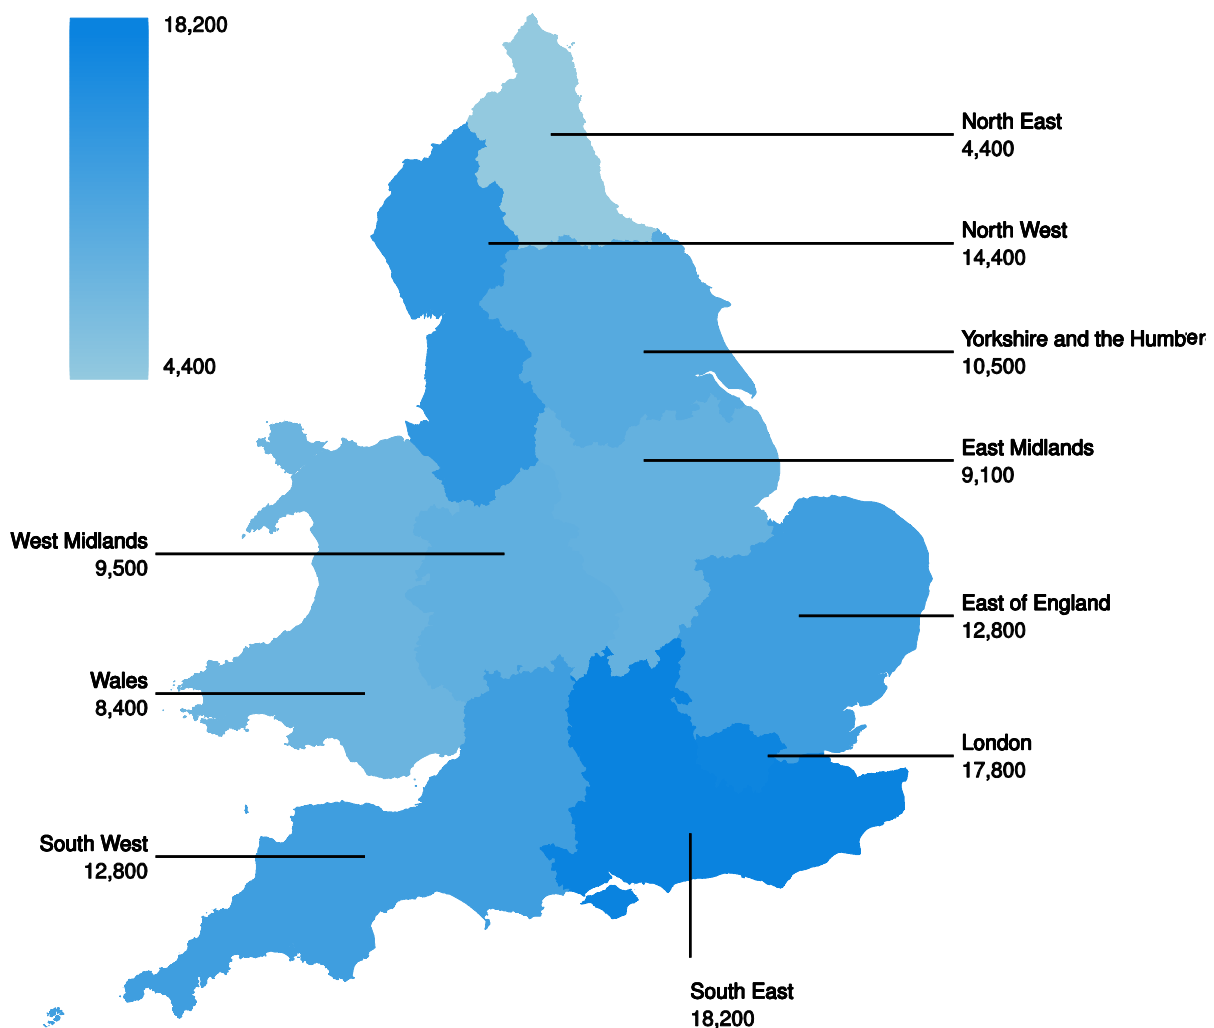 18,200
4,400
North East
4,400
North West
14,400
Yorkshire and the Humber
10,500
East Midlands
9,100
West Midlands
9,500
East of England
12,800
Wales
8,400
London
17,800
South West
12,800
South East
18,200